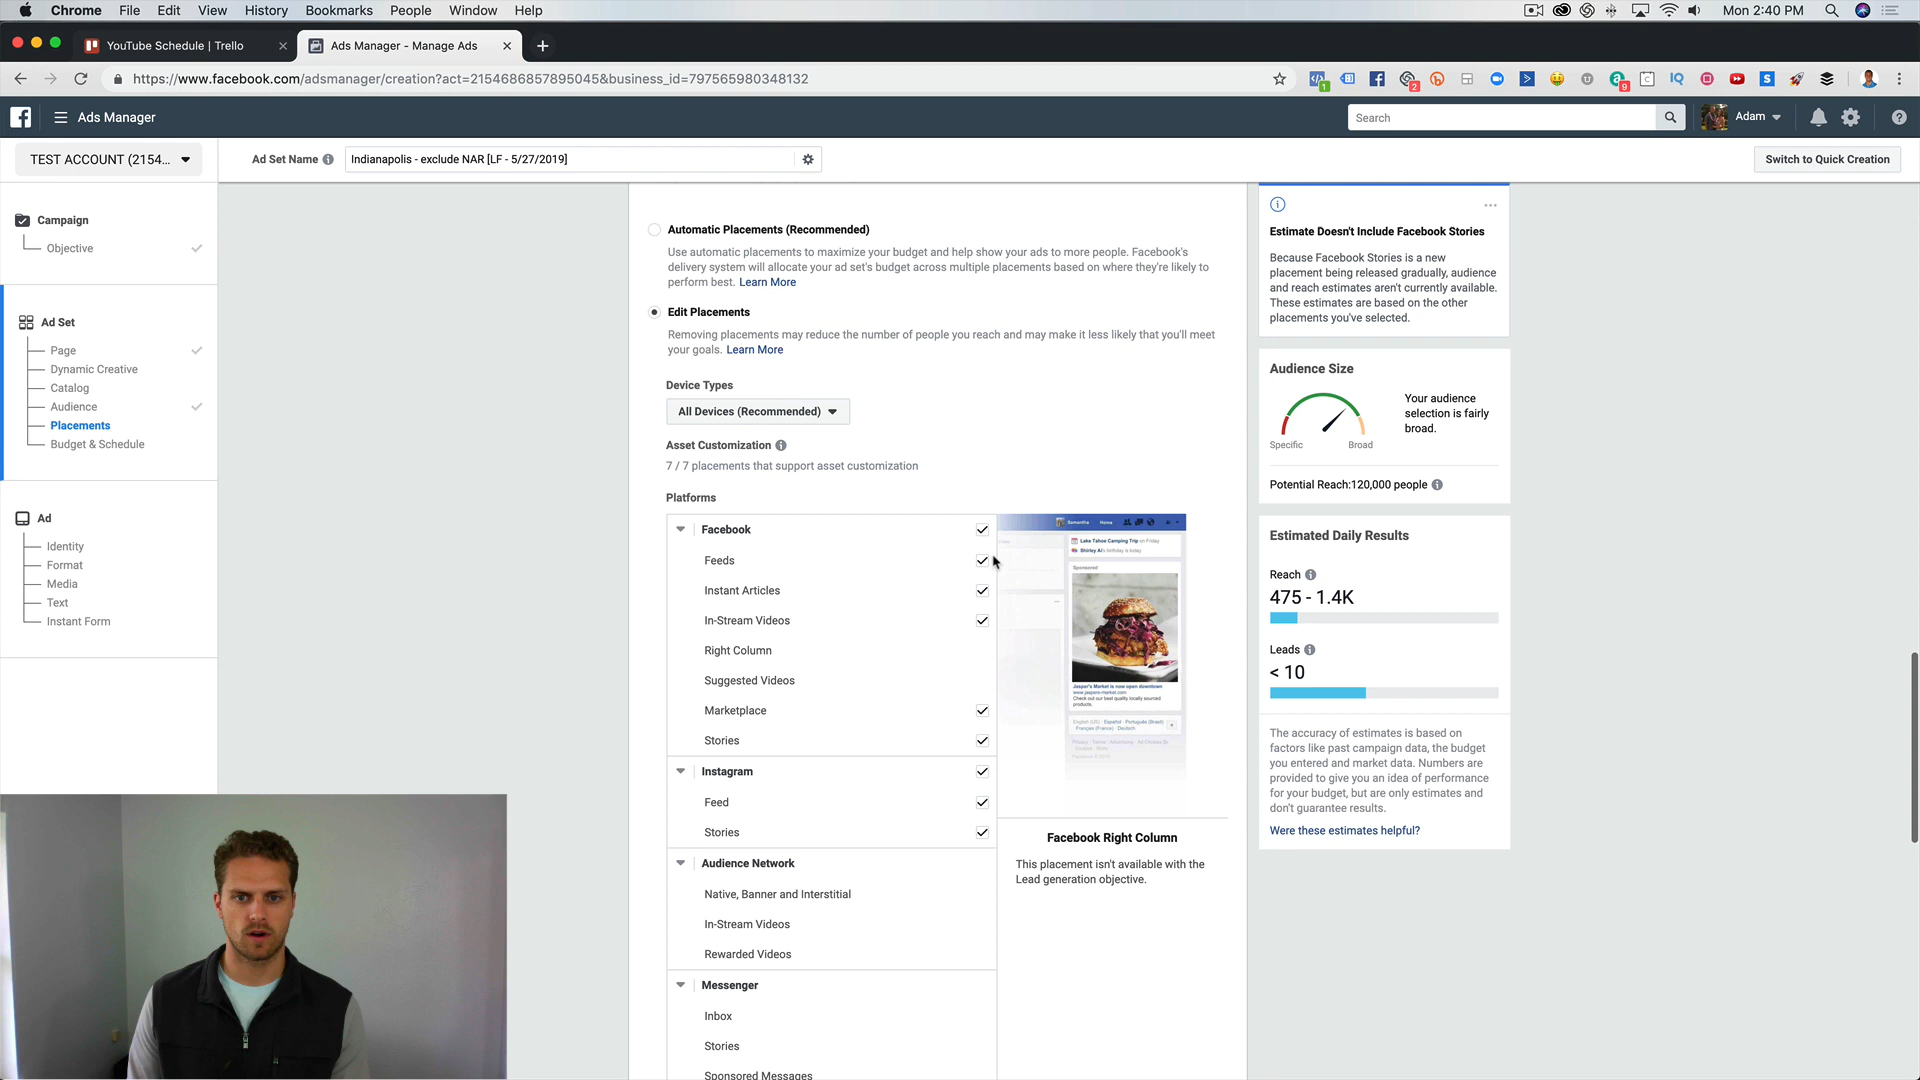 Chrome File Edit View History Bookmarks People Window Help Mon 2:40 PM
YouTube Schedule | Trello
Ads Manager - Manage Ads
https://www.facebook.com/adsmanager/creation?act=2154686857895045&business_id=797565980348132
Ads Manager
Search
Adam
TEST ACCOUNT (2154...
Ad Set Name
Indianapolis - exclude NAR [LF - 5/27/2019]
Switch to Quick Creation
Campaign
Objective
Ad Set
Page
Dynamic Creative
Catalog
Audience
Placements
Budget & Schedule
Ad
Identity
Format
Media
Text
Instant Form
Automatic Placements (Recommended)
Use automatic placements to maximize your budget and help show your ads to more people. Facebook's
delivery system will allocate your ad set's budget across multiple placements based on where they're likely to
perform best. Learn More
Edit Placements
Removing placements may reduce the number of people you reach and may make it less likely that you'll meet
your goals. Learn More
Device Types
All Devices (Recommended)
Asset Customization
7 / 7 placements that support asset customization
Platforms
Facebook
Feeds
Instant Articles
In-Stream Videos
Right Column
Suggested Videos
Marketplace
Stories
Instagram
Feed
Stories
Audience Network
Native, Banner and Interstitial
In-Stream Videos
Rewarded Videos
Messenger
Inbox
Stories
Sponsored Messages
Samantha Home
Lake Tahoe Camping Trip on Friday
Shirley Al's birthday is today
Sponsored
Jasper's Market is now open downtown
www.jaspers-market.com
Check out our best quality locally sourced
products.
English (US) · Español · Português (Brasil)
Français (France) · Deutsch
Facebook Right Column
This placement isn't available with the
Lead generation objective.
Estimate Doesn't Include Facebook Stories
Because Facebook Stories is a new
placement being released gradually, audience
and reach estimates aren't currently available.
These estimates are based on the other
placements you've selected.
Audience Size
Your audience
selection is fairly
broad.
Specific Broad
Potential Reach:120,000 people
Estimated Daily Results
Reach
475 - 1.4K
Leads
< 10
The accuracy of estimates is based on
factors like past campaign data, the budget
you entered and market data. Numbers are
provided to give you an idea of performance
for your budget, but are only estimates and
don't guarantee results.
Were these estimates helpful?